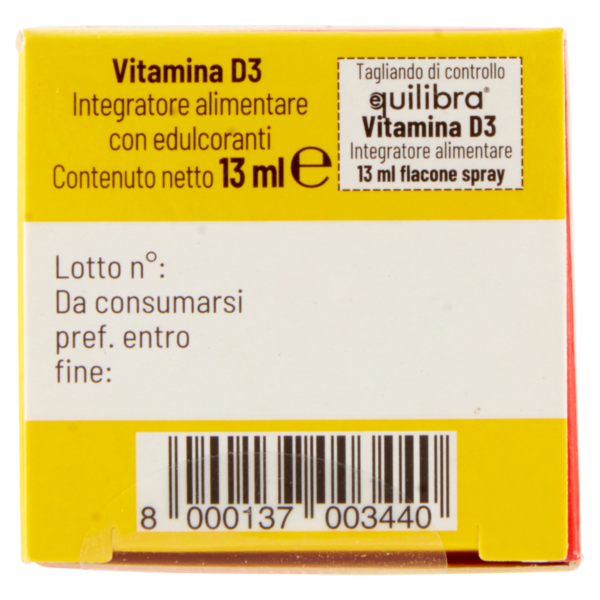 Vitamina D3
Integratore alimentare
con edulcoranti
Contenuto netto 13 ml e
Tagliando di controllo
equilibra®
Vitamina D3
Integratore alimentare
13 ml flacone spray
Lotto n°:
Da consumarsi
pref. entro
fine:
8 000137 003440